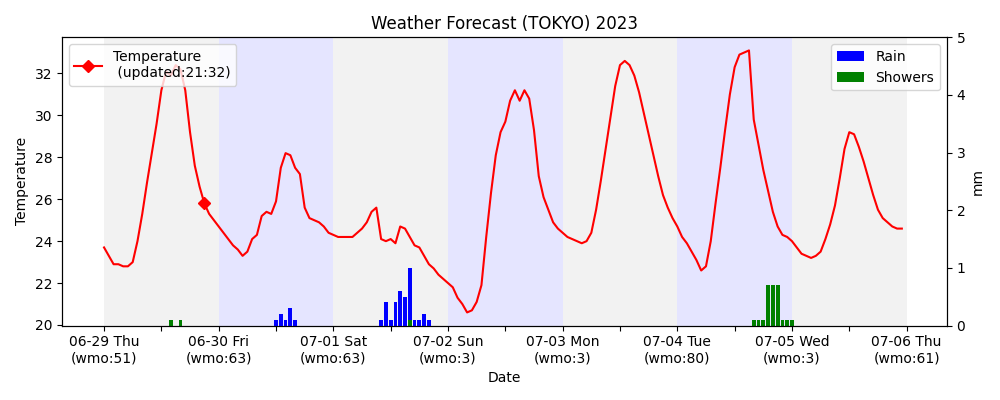 Weather Forecast (TOKYO) 2023
Temperature
(updated:21:32)
Rain
Showers
Temperature
32
30
28
26
24
22
20
5
4
3
2
1
0
mm
06-29 Thu
(wmo:51)
06-30 Fri
(wmo:63)
07-01 Sat
(wmo:63)
07-02 Sun
(wmo:3)
07-03 Mon
(wmo:3)
07-04 Tue
(wmo:80)
07-05 Wed
(wmo:3)
07-06 Thu
(wmo:61)
Date